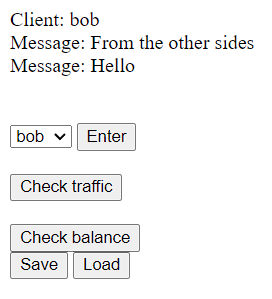 Client: bob
Message: From the other sides
Message: Hello
bob Enter
Check traffic
Check balance
Save Load